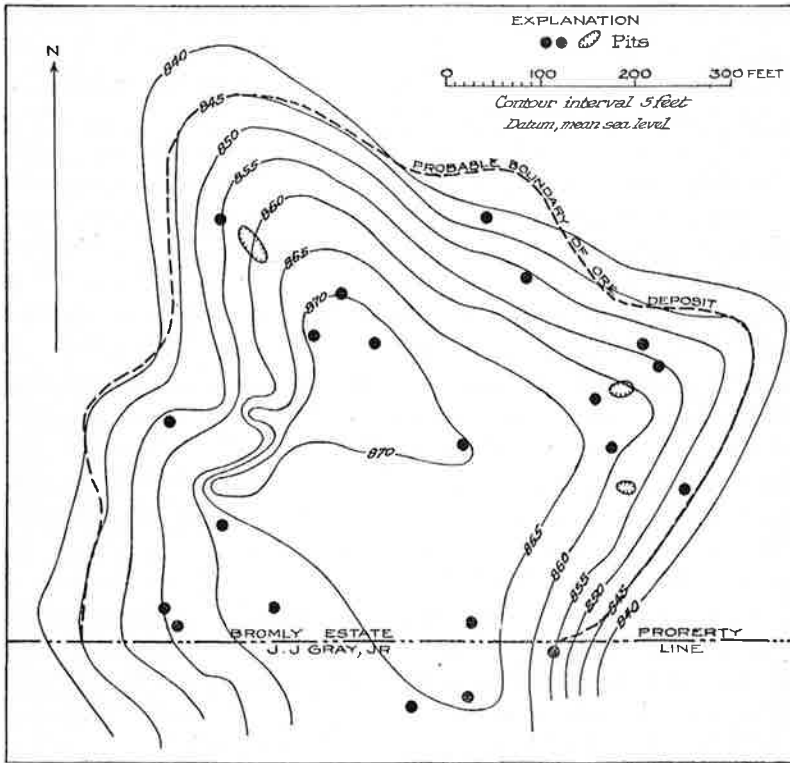 EXPLANATION
Pits
N
0 100 200 300 FEET
Contour interval 5 feet
Datum, mean sea level
840
845
850
855
860
865
870
PROBABLE BOUNDARY OF ORE DEPOSIT
870
865
860
855
850
845
840
BROMLY ESTATE
J. J GRAY, JR
PROPERTY
LINE